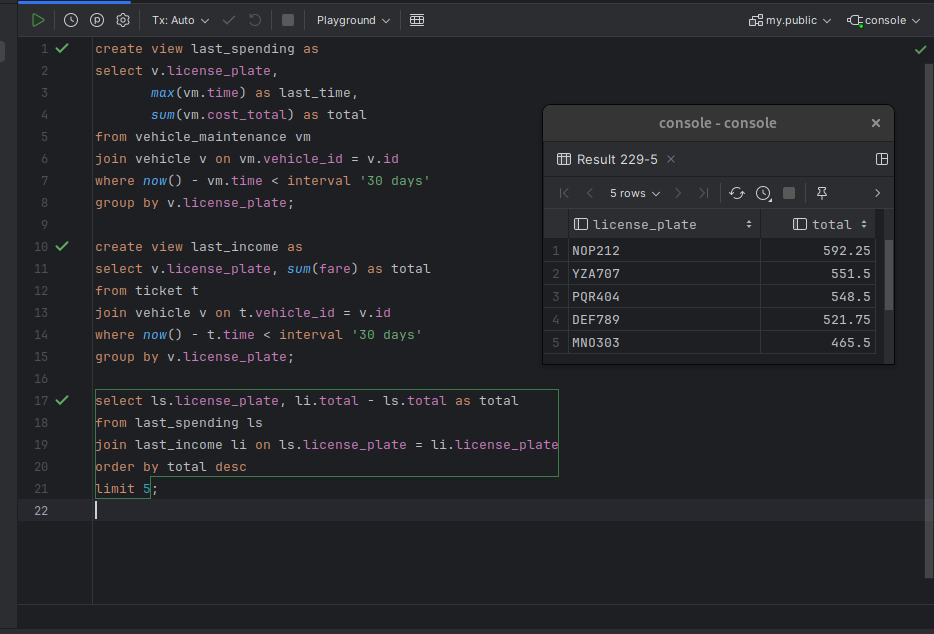 Tx: Auto Playground my.public console
1 create view last_spending as
2 select v.license_plate,
3 max(vm.time) as last_time,
4 sum(vm.cost_total) as total
5 from vehicle_maintenance vm
6 join vehicle v on vm.vehicle_id = v.id
7 where now() - vm.time < interval '30 days'
8 group by v.license_plate;
9
10 create view last_income as
11 select v.license_plate, sum(fare) as total
12 from ticket t
13 join vehicle v on t.vehicle_id = v.id
14 where now() - t.time < interval '30 days'
15 group by v.license_plate;
16
17 select ls.license_plate, li.total - ls.total as total
18 from last_spending ls
19 join last_income li on ls.license_plate = li.license_plate
20 order by total desc
21 limit 5;
22
console - console
Result 229-5
5 rows
license_plate total
1 NOP212 592.25
2 YZA707 551.5
3 PQR404 548.5
4 DEF789 521.75
5 MNO303 465.5